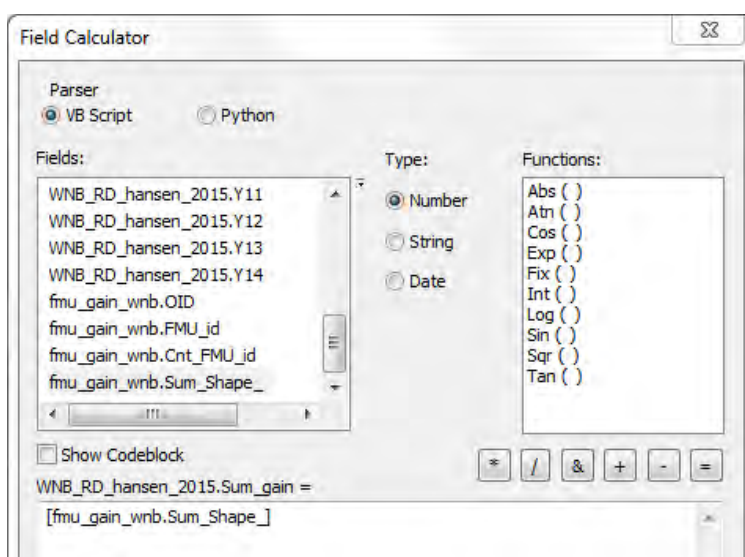 Field Calculator
Parser
VB Script
Python
Fields:
Type:
Functions:
WNB_RD_hansen_2015.Y11
WNB_RD_hansen_2015.Y12
WNB_RD_hansen_2015.Y13
WNB_RD_hansen_2015.Y14
fmu_gain_wnb.OID
fmu_gain_wnb.FMU_id
fmu_gain_wnb.Cnt_FMU_id
fmu_gain_wnb.Sum_Shape_
Number
String
Date
Abs ( )
Atn ( )
Cos ( )
Exp ( )
Fix ( )
Int ( )
Log ( )
Sin ( )
Sqr ( )
Tan ( )
Show Codeblock
* / & + - =
WNB_RD_hansen_2015.Sum_gain =
[fmu_gain_wnb.Sum_Shape_]